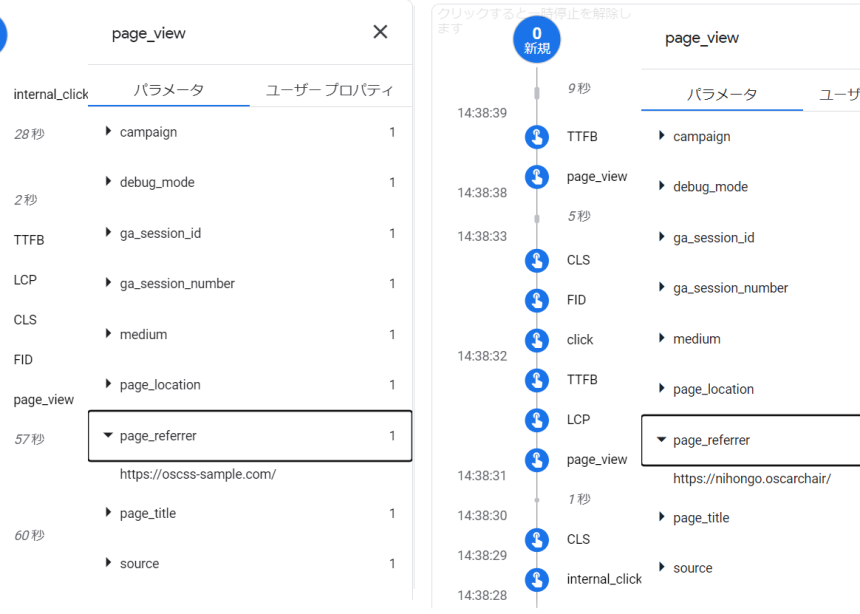 page_view
internal_click
パラメータ
ユーザー プロパティ
28 秒
campaign 1
debug_mode 1
2 秒
TTFB
ga_session_id 1
LCP
ga_session_number 1
CLS
medium 1
FID
page_location 1
page_view
57 秒
page_referrer 1
https://oscss-sample.com/
page_title 1
60 秒
source 1
クリックすると一時停止を解除し
ます
0
新規
9 秒
14:38:39
TTFB
page_view
14:38:38
5 秒
14:38:33
CLS
FID
click
14:38:32
TTFB
LCP
page_view
14:38:31
1 秒
14:38:30
CLS
14:38:29
internal_click
14:38:28
page_view
パラメータ
ユーザ
campaign
debug_mode
ga_session_id
ga_session_number
medium
page_location
page_referrer
https://nihongo.oscarchair/
page_title
source